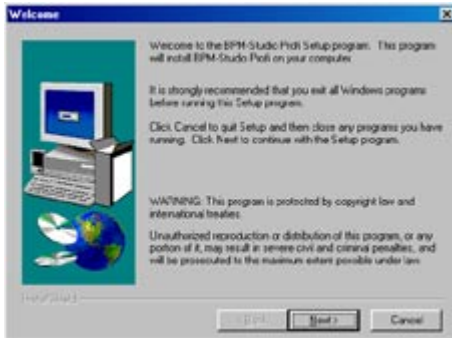 Welcome
Welcome to the BPM-Studio Profi Setup program. This program
will install BPM-Studio Profi on your computer.
It is strongly recommended that you exit all Windows programs
before running this Setup program.
Click Cancel to quit Setup and then close any programs you have
running. Click Next to continue with the Setup program.
WARNING: This program is protected by copyright law and
international treaties.
Unauthorized reproduction or distribution of this program, or any
portion of it, may result in severe civil and criminal penalties, and
will be prosecuted to the maximum extent possible under law.
InstallShield
< Back
Next >
Cancel